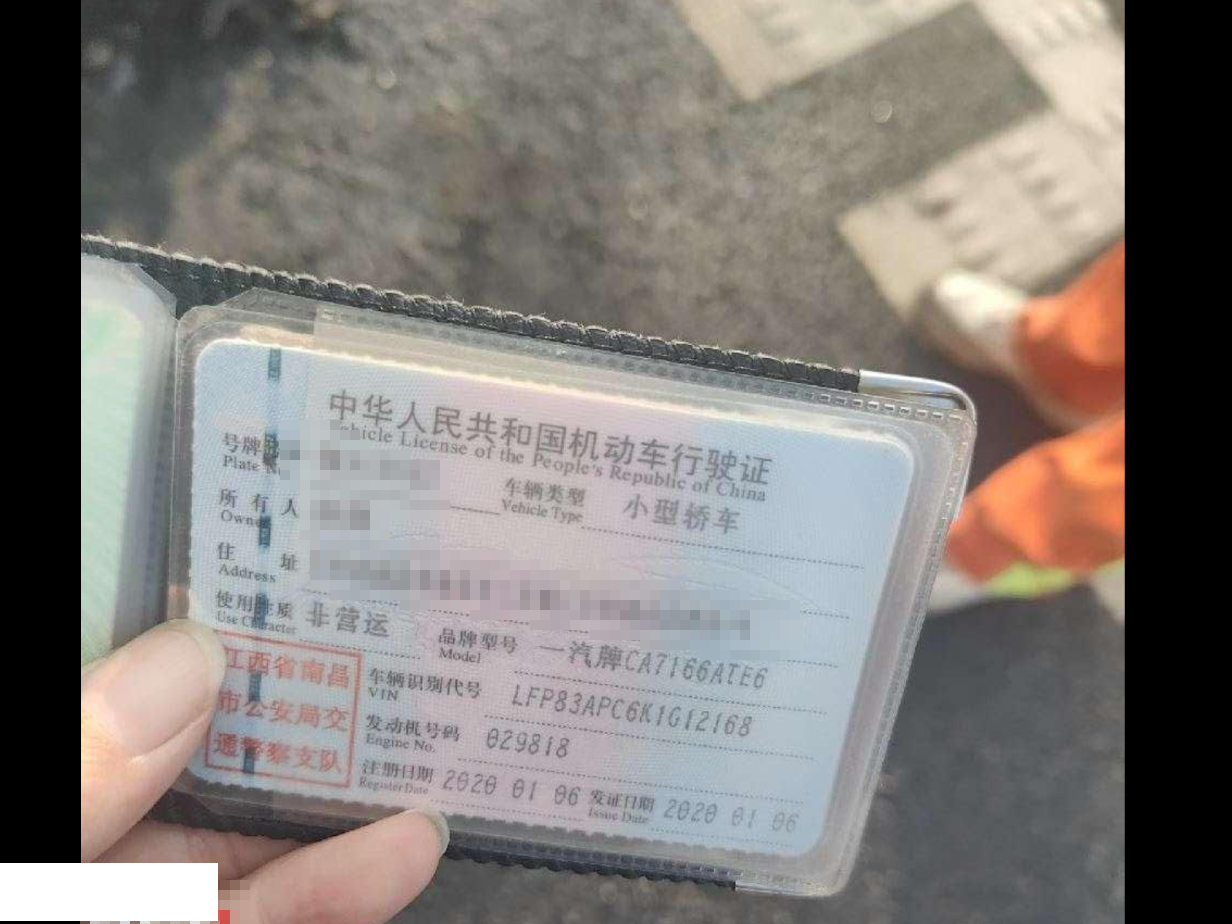 中华人民共和国机动车行驶证
Vehicle License of the People's Republic of China
号牌
Plate No
车辆类型 小型轿车
Vehicle Type
所有人
Owner
住址
Address
使用性质 非营运
Use Character
品牌型号 一汽牌CA7166ATE6
Model
江西省南昌
市公安局交
通警察支队
车辆识别代号 LFP83APC6K1G12168
VIN
发动机号码 029818
Engine No.
注册日期 2020 01 06
Register Date
发证日期 2020 01 06
Issue Date